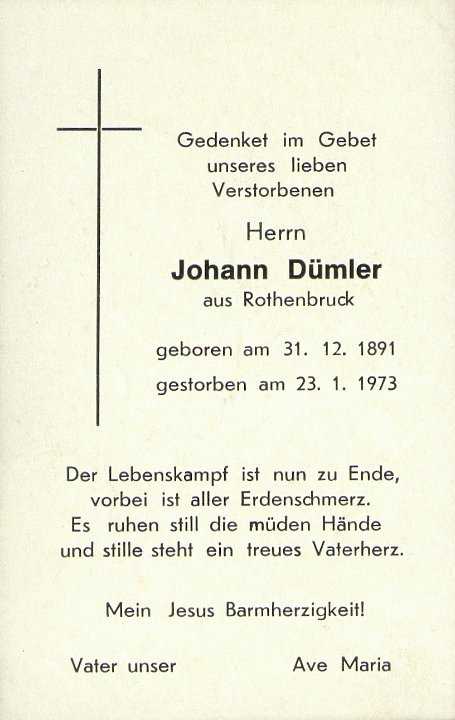 Gedenket im Gebet
unseres lieben
Verstorbenen
Herrn
Johann Dümler
aus Rothenbruck
geboren am 31. 12. 1891
gestorben am 23. 1. 1973
Der Lebenskampf ist nun zu Ende,
vorbei ist aller Erdenschmerz.
Es ruhen still die müden Hände
und stille steht ein treues Vaterherz.
Mein Jesus Barmherzigkeit!
Vater unser Ave Maria